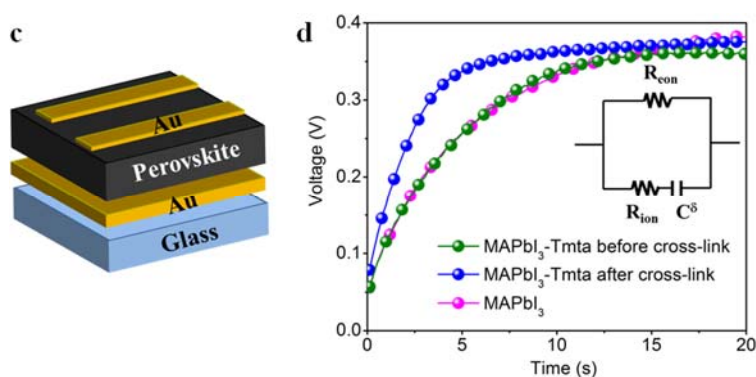 c
Au
Perovskite
Au
Glass
d
Voltage (V)
0.4
0.3
0.2
0.1
0.0
R_eon
R_ion
C^δ
MAPbI₃-Tmta before cross-link
MAPbI₃-Tmta after cross-link
MAPbI₃
0 5 10 15 20
Time (s)